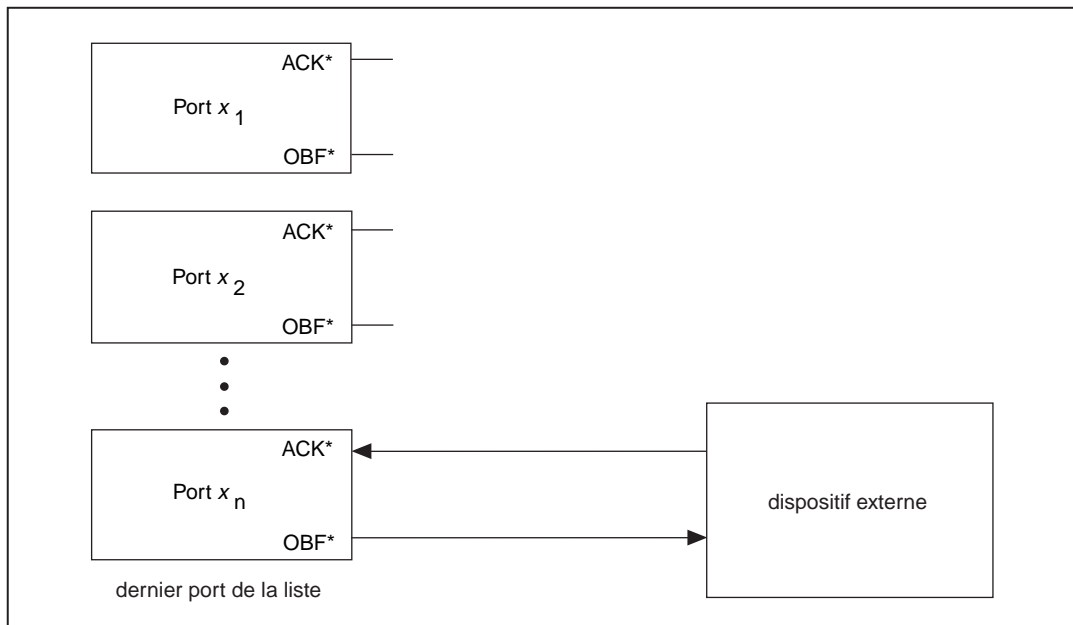 ACK*
Port x 1
OBF*
ACK*
Port x 2
OBF*
ACK*
Port x n
OBF*
dernier port de la liste
dispositif externe